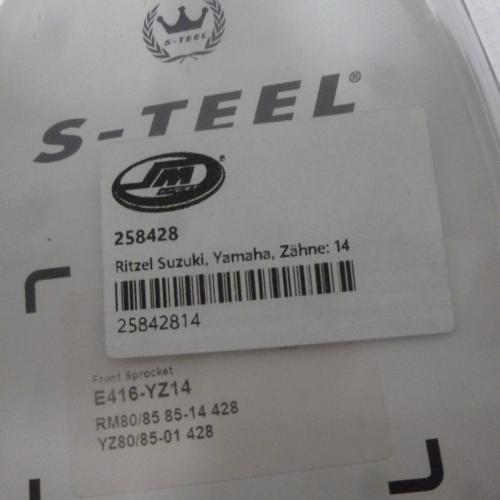 S-TEEL
S-TEEL®
JM
®
258428
Ritzel Suzuki, Yamaha, Zähne: 14
25842814
Front Sprocket
E416-YZ14
RM80/85 85-14 428
YZ80/85-01 428